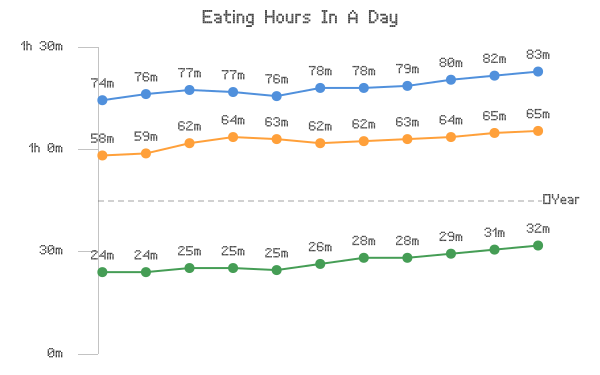 Eating Hours In A Day
1h 30m
74m 76m 77m 77m 76m 78m 78m 79m 80m 82m 83m
1h 0m
58m 59m 62m 64m 63m 62m 62m 63m 64m 65m 65m
Year
30m
24m 24m 25m 25m 25m 26m 28m 28m 29m 31m 32m
0m